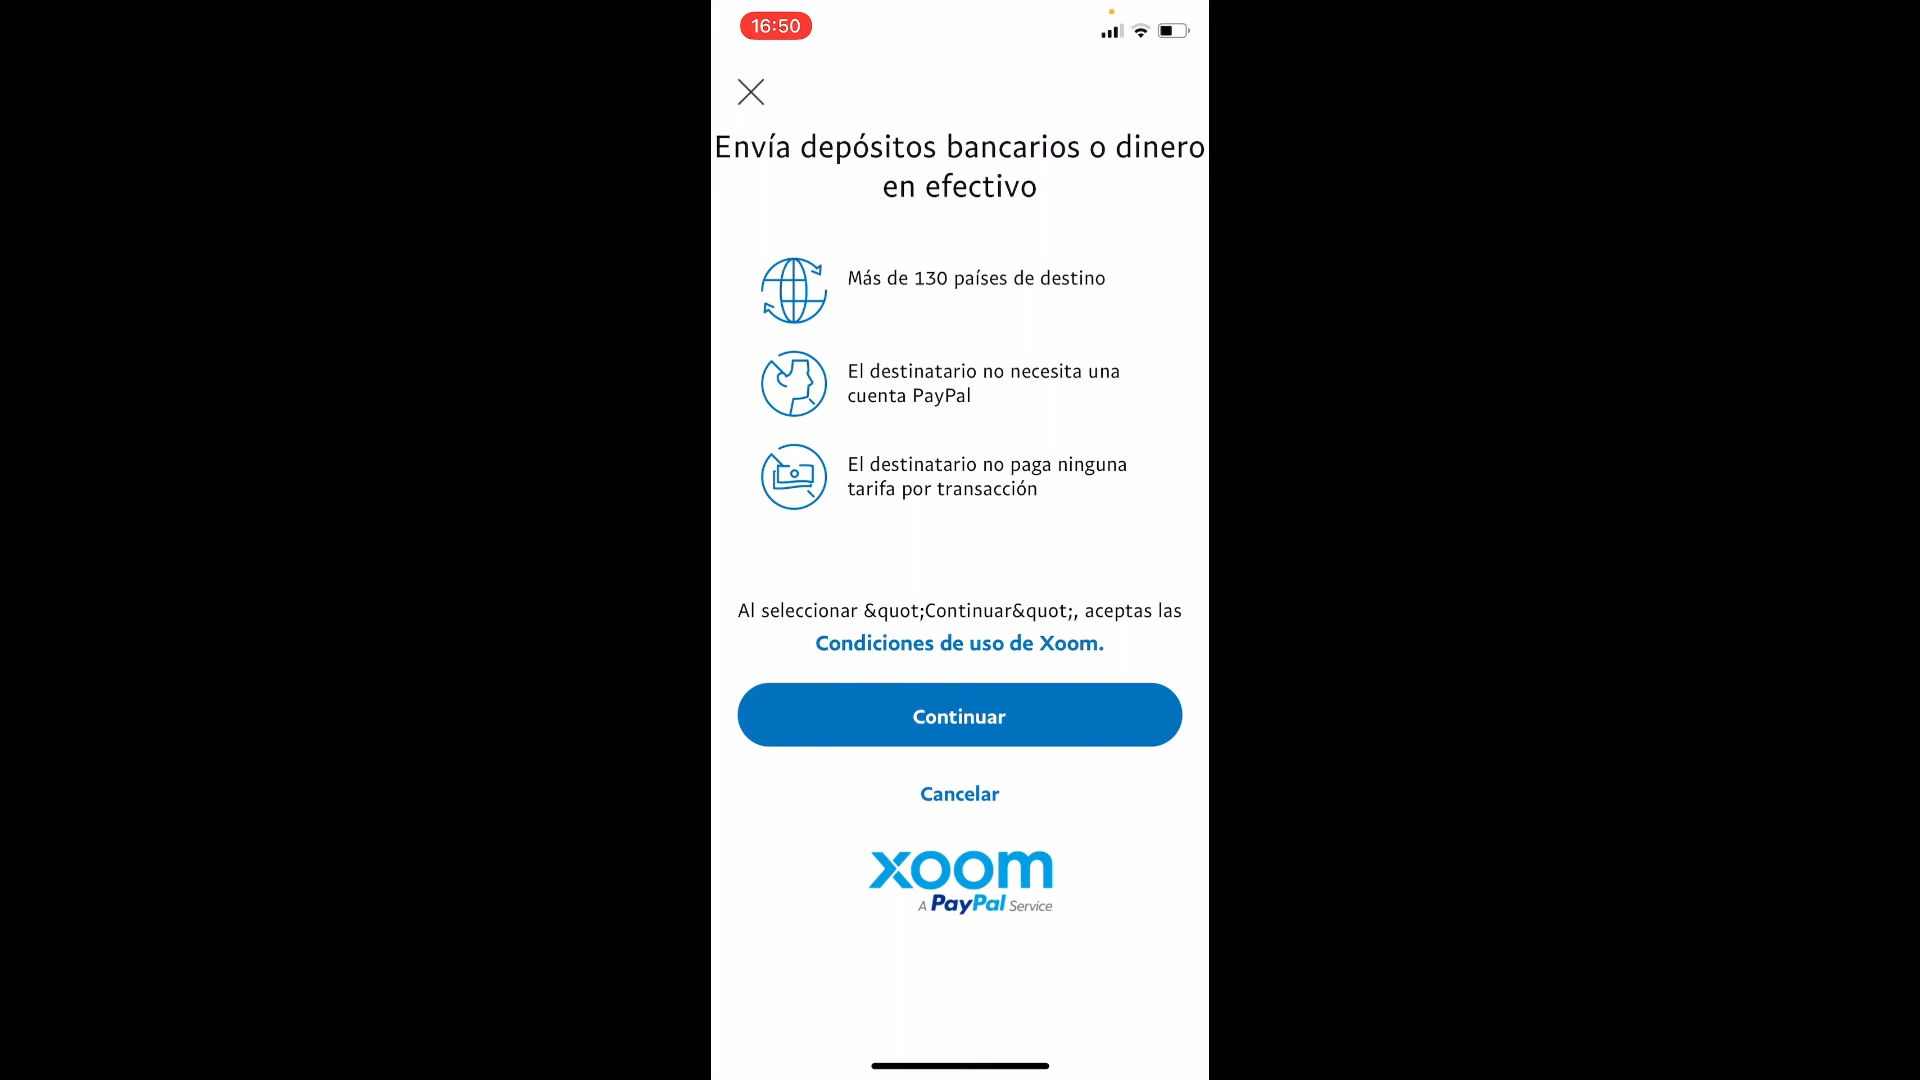 16:50
Envía depósitos bancarios o dinero
en efectivo
Más de 130 países de destino
El destinatario no necesita una
cuenta PayPal
El destinatario no paga ninguna
tarifa por transacción
Al seleccionar &quot;Continuar&quot;, aceptas las
Condiciones de uso de Xoom.
Continuar
Cancelar
xoom
A PayPal Service